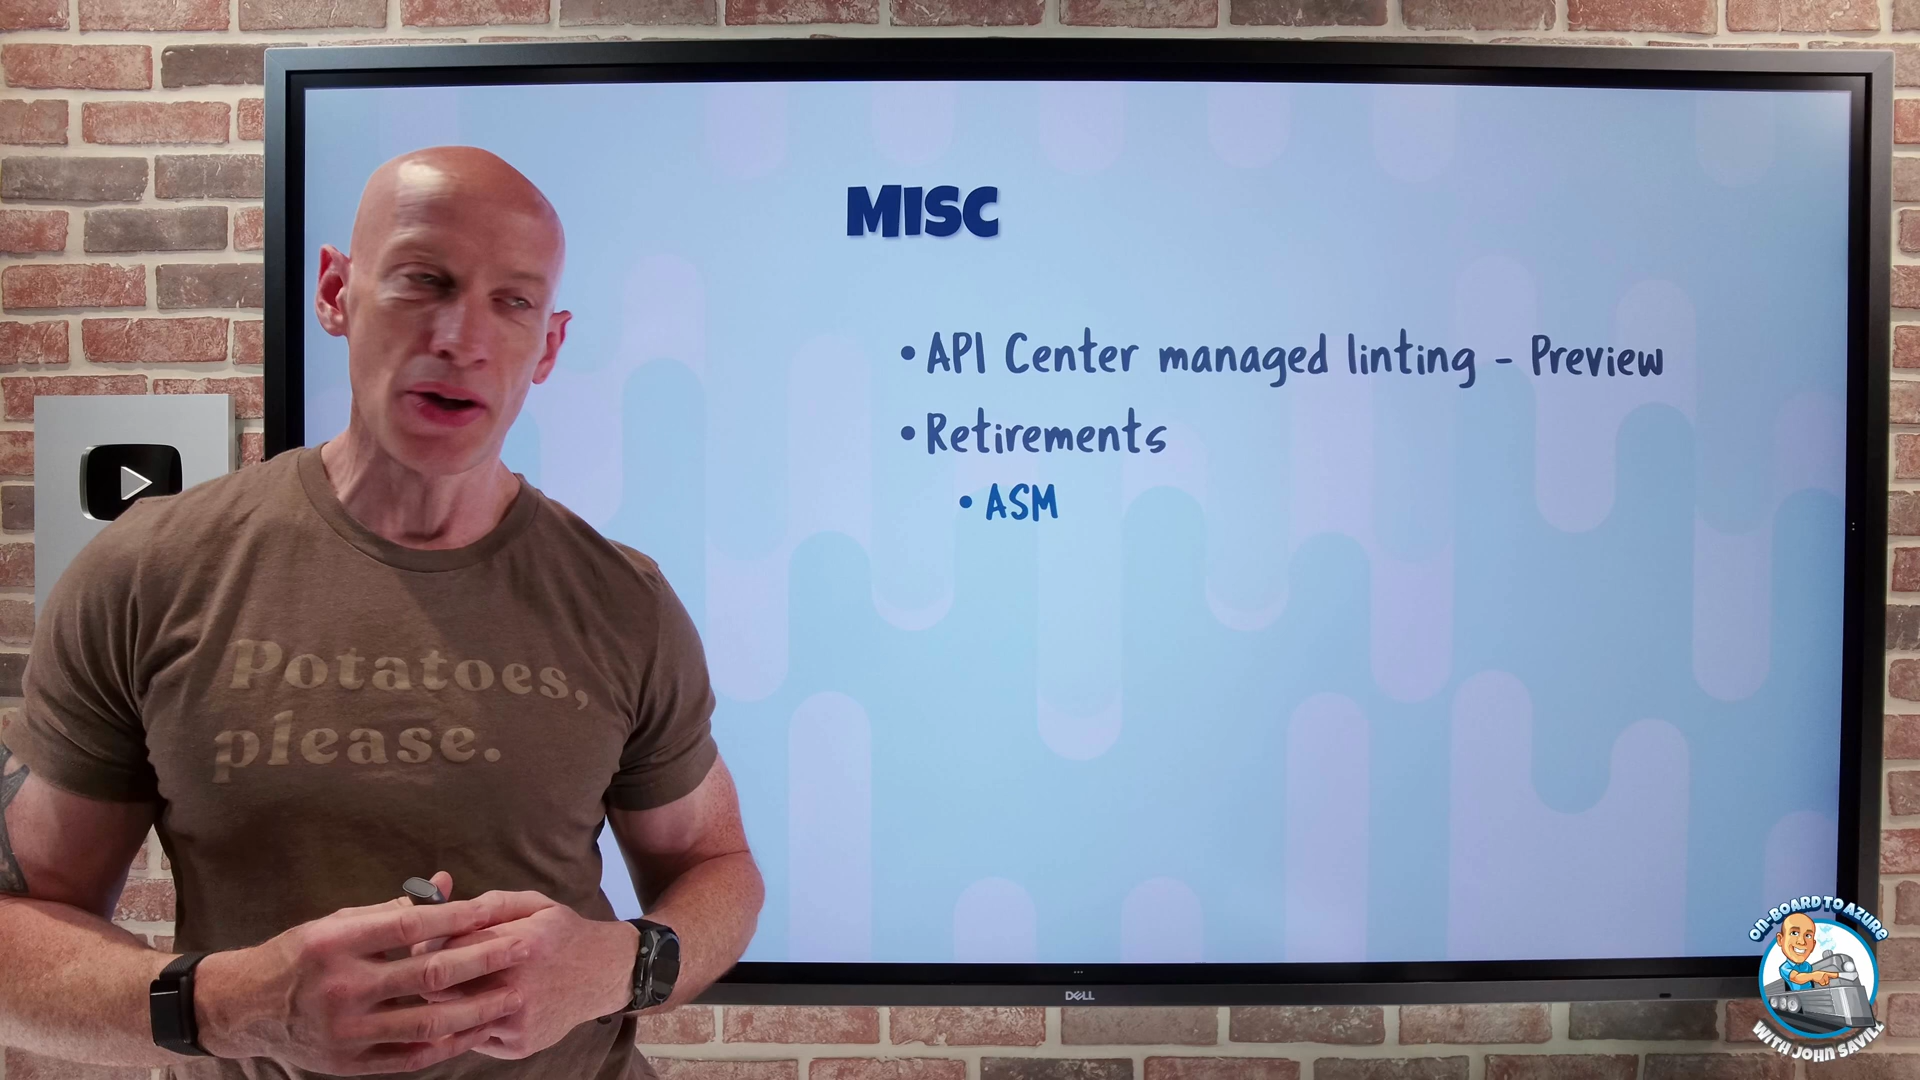 MISC
• API Center managed linting - Preview
• Retirements
• ASM
Potatoes,
please.
DELL
ON-BOARD TO AZURE
WITH JOHN SAVILL